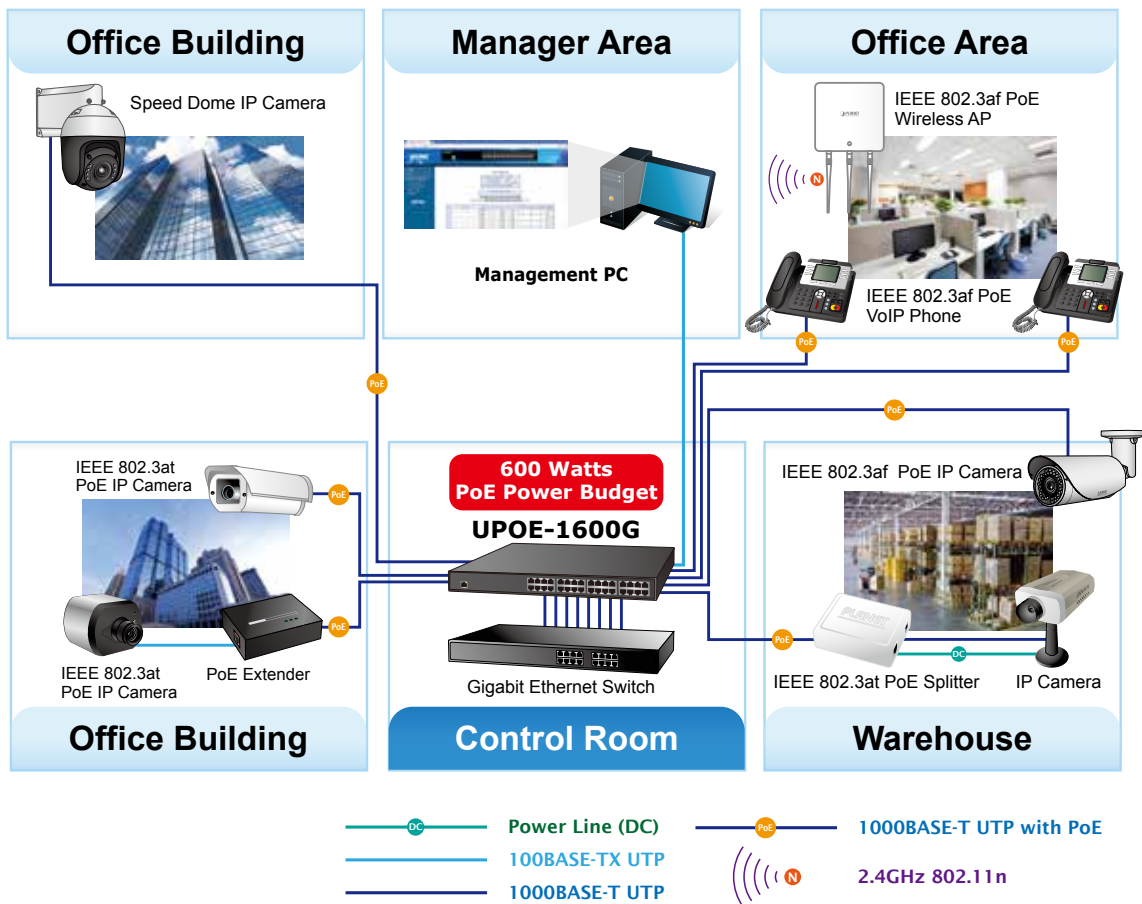 Office Building
Speed Dome IP Camera
Manager Area
Management PC
Office Area
IEEE 802.3af PoE
Wireless AP
PLANET
N
IEEE 802.3af PoE
VoIP Phone
PoE
PoE
PoE
PoE
IEEE 802.3at
PoE IP Camera
PoE
IEEE 802.3at
PoE IP Camera
PoE Extender
PoE
Office Building
600 Watts
PoE Power Budget
UPOE-1600G
Gigabit Ethernet Switch
Control Room
IEEE 802.3af PoE IP Camera
PLANET
PoE
DC
IEEE 802.3at PoE Splitter
IP Camera
Warehouse
DC
Power Line (DC)
100BASE-TX UTP
1000BASE-T UTP
PoE
1000BASE-T UTP with PoE
N
2.4GHz 802.11n